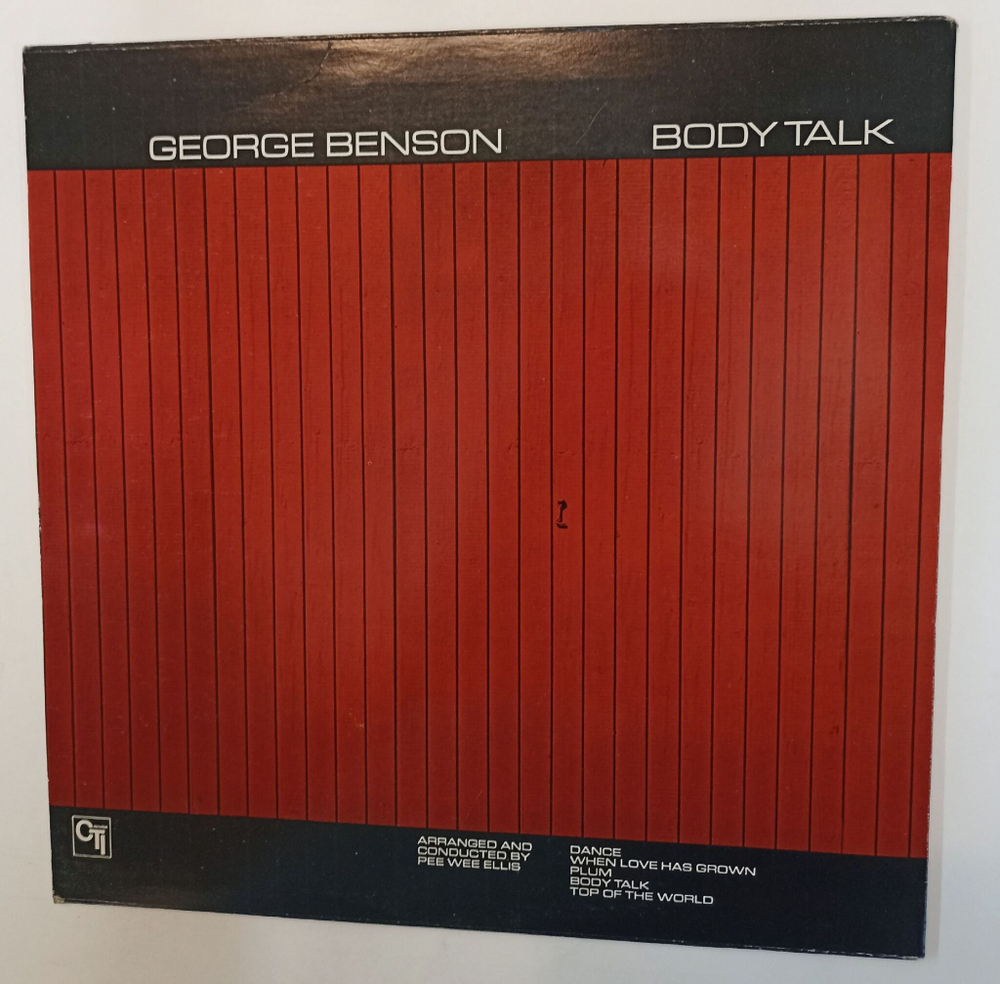 GEORGE BENSON
BODY TALK
CTI
ARRANGED AND
CONDUCTED BY
PEE WEE ELLIS
DANCE
WHEN LOVE HAS GROWN
PLUM
BODY TALK
TOP OF THE WORLD